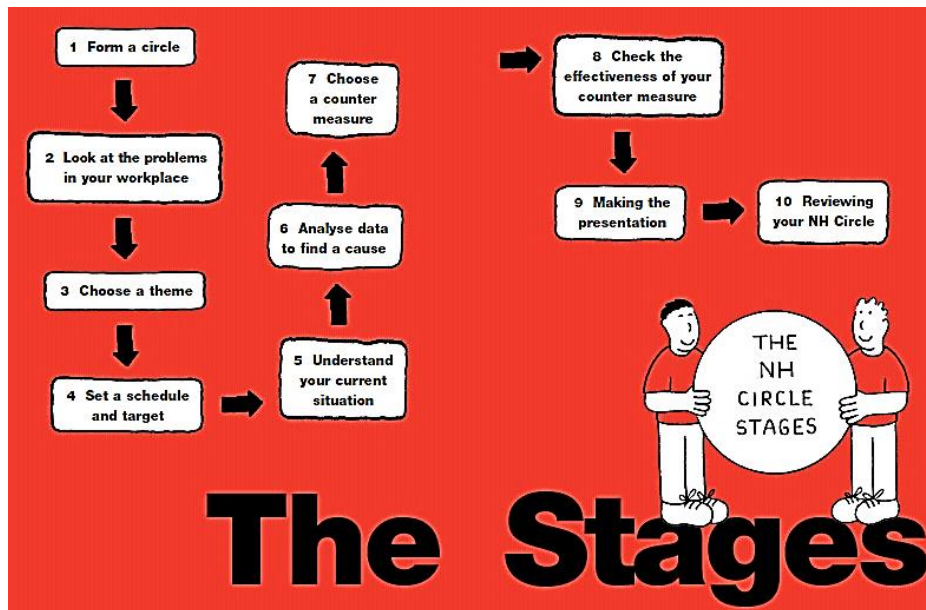 1 Form a circle
2 Look at the problems
in your workplace
3 Choose a theme
4 Set a schedule
and target
5 Understand
your current
situation
6 Analyse data
to find a cause
7 Choose
a counter
measure
8 Check the
effectiveness of your
counter measure
9 Making the
presentation
10 Reviewing
your NH Circle
THE
NH
CIRCLE
STAGES
The Stages